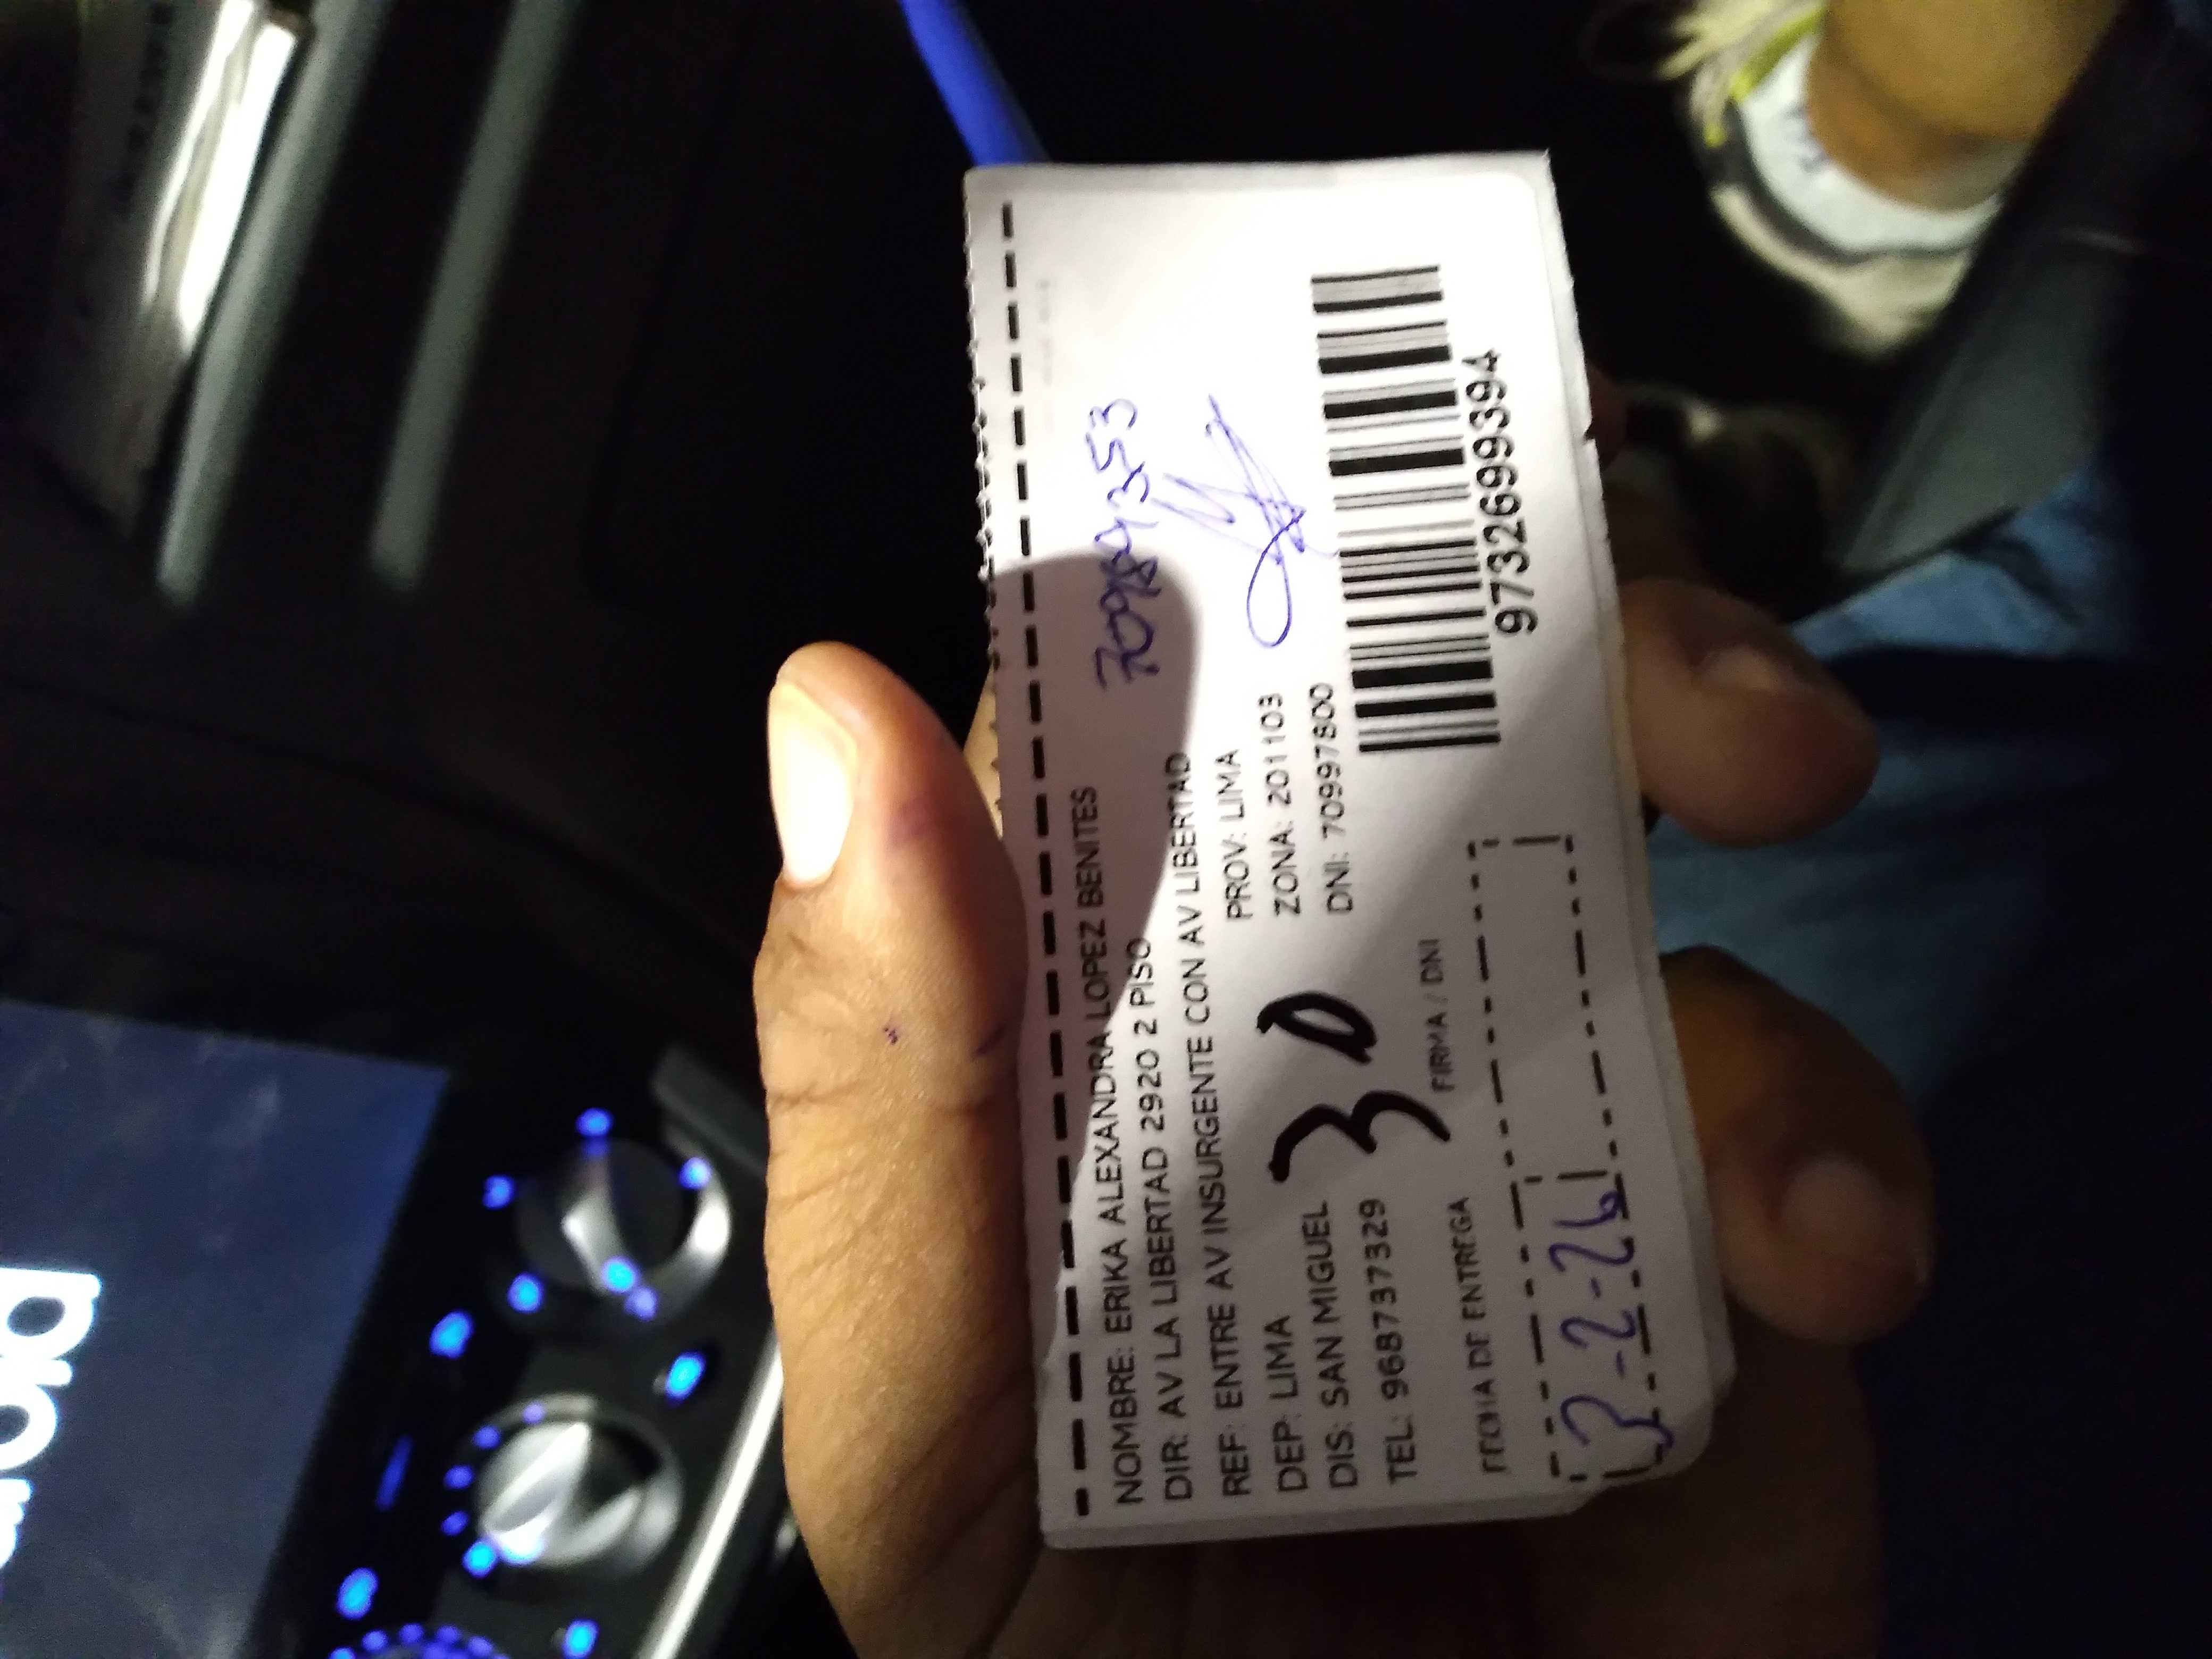 NOMBRE: ERIKA ALEXANDRA LOPEZ BENITES
DIR: AV LA LIBERTAD 2920 2 PISO
REF: ENTRE AV INSURGENTE CON AV LIBERTAD
DEP: LIMA PROV: LIMA
DIS: SAN MIGUEL ZONA: 201103
TEL: 968737329 DNI: 70997800
30
FECHA DE ENTREGA FIRMA / DNI
3-2-26
9732699394